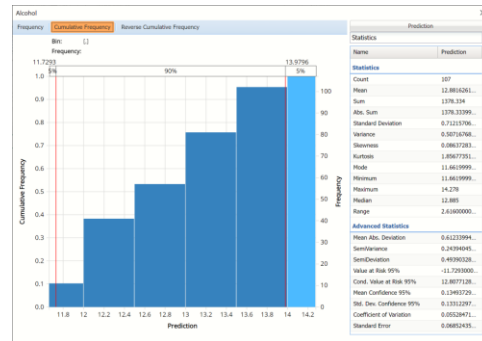 Alcohol
Frequency Cumulative Frequency Reverse Cumulative Frequency
Bin: (,)
Frequency:
11.7293 13.9796
5% 90% 5%
1.0
0.9
0.8
0.7
0.6
0.5
0.4
0.3
0.2
0.1
0.0
Cumulative Frequency
100
90
80
70
60
50
40
30
20
10
0
Frequency
11.8 12 12.2 12.4 12.6 12.8 13 13.2 13.4 13.6 13.8 14 14.2
Prediction
Prediction
Statistics
Name Prediction
Statistics
Count 107
Mean 12.8816261...
Sum 1378.334
Abs. Sum 1378.33399...
Standard Deviation 0.71215706...
Variance 0.50716768...
Skewness 0.08637283...
Kurtosis 1.85677351...
Mode 11.6619999...
Minimum 11.6619999...
Maximum 14.278
Median 12.885
Range 2.61600000...
Advanced Statistics
Mean Abs. Deviation 0.61233994...
SemiVariance 0.24394045...
SemiDeviation 0.49390328...
Value at Risk 95% -11.7293000...
Cond. Value at Risk 95% 12.8077128...
Mean Confidence 95% 0.13493729...
Std. Dev. Confidence 95% 0.13312297...
Coefficient of Variation 0.05528471...
Standard Error 0.06852435...